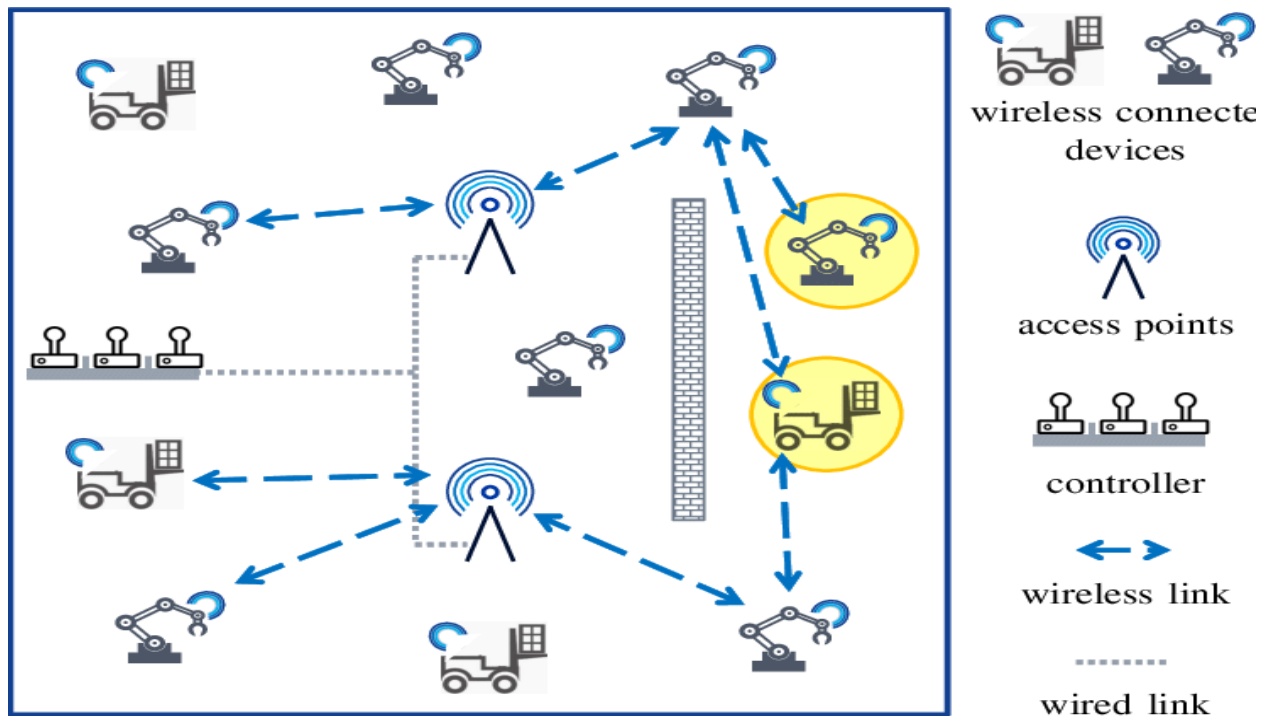 wireless connecte
devices
access points
controller
wireless link
wired link